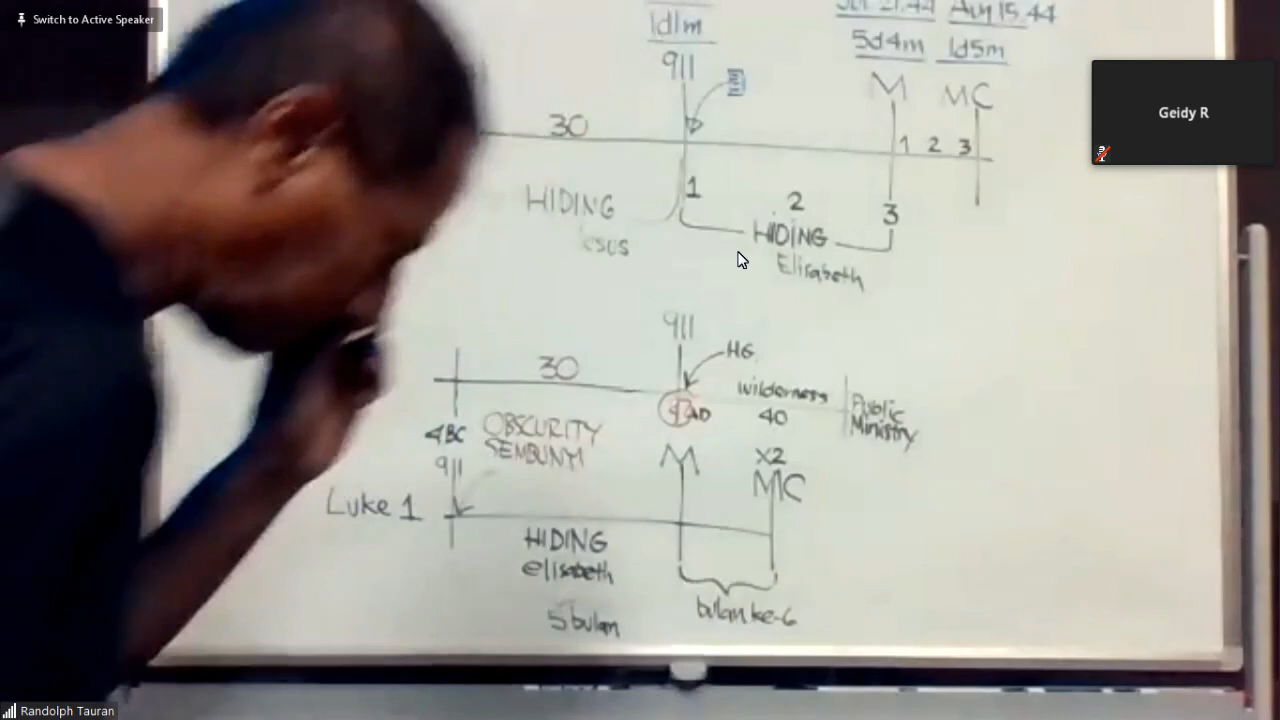 Switch to Active Speaker
Aug 15.44
1d1m
5d4m 1d5m
911
M MC
30
1 2 3
1
2
3
HIDING
HIDING
Elisabeth
Geidy R
911
HG
30
wilderness
40
Public
Ministry
AD
4BC
OBSCURITY
SEMBUNYI
M
X2
MC
911
Luke 1
HIDING
elisabeth
5 bulan
bulan ke-6
Randolph Tauran